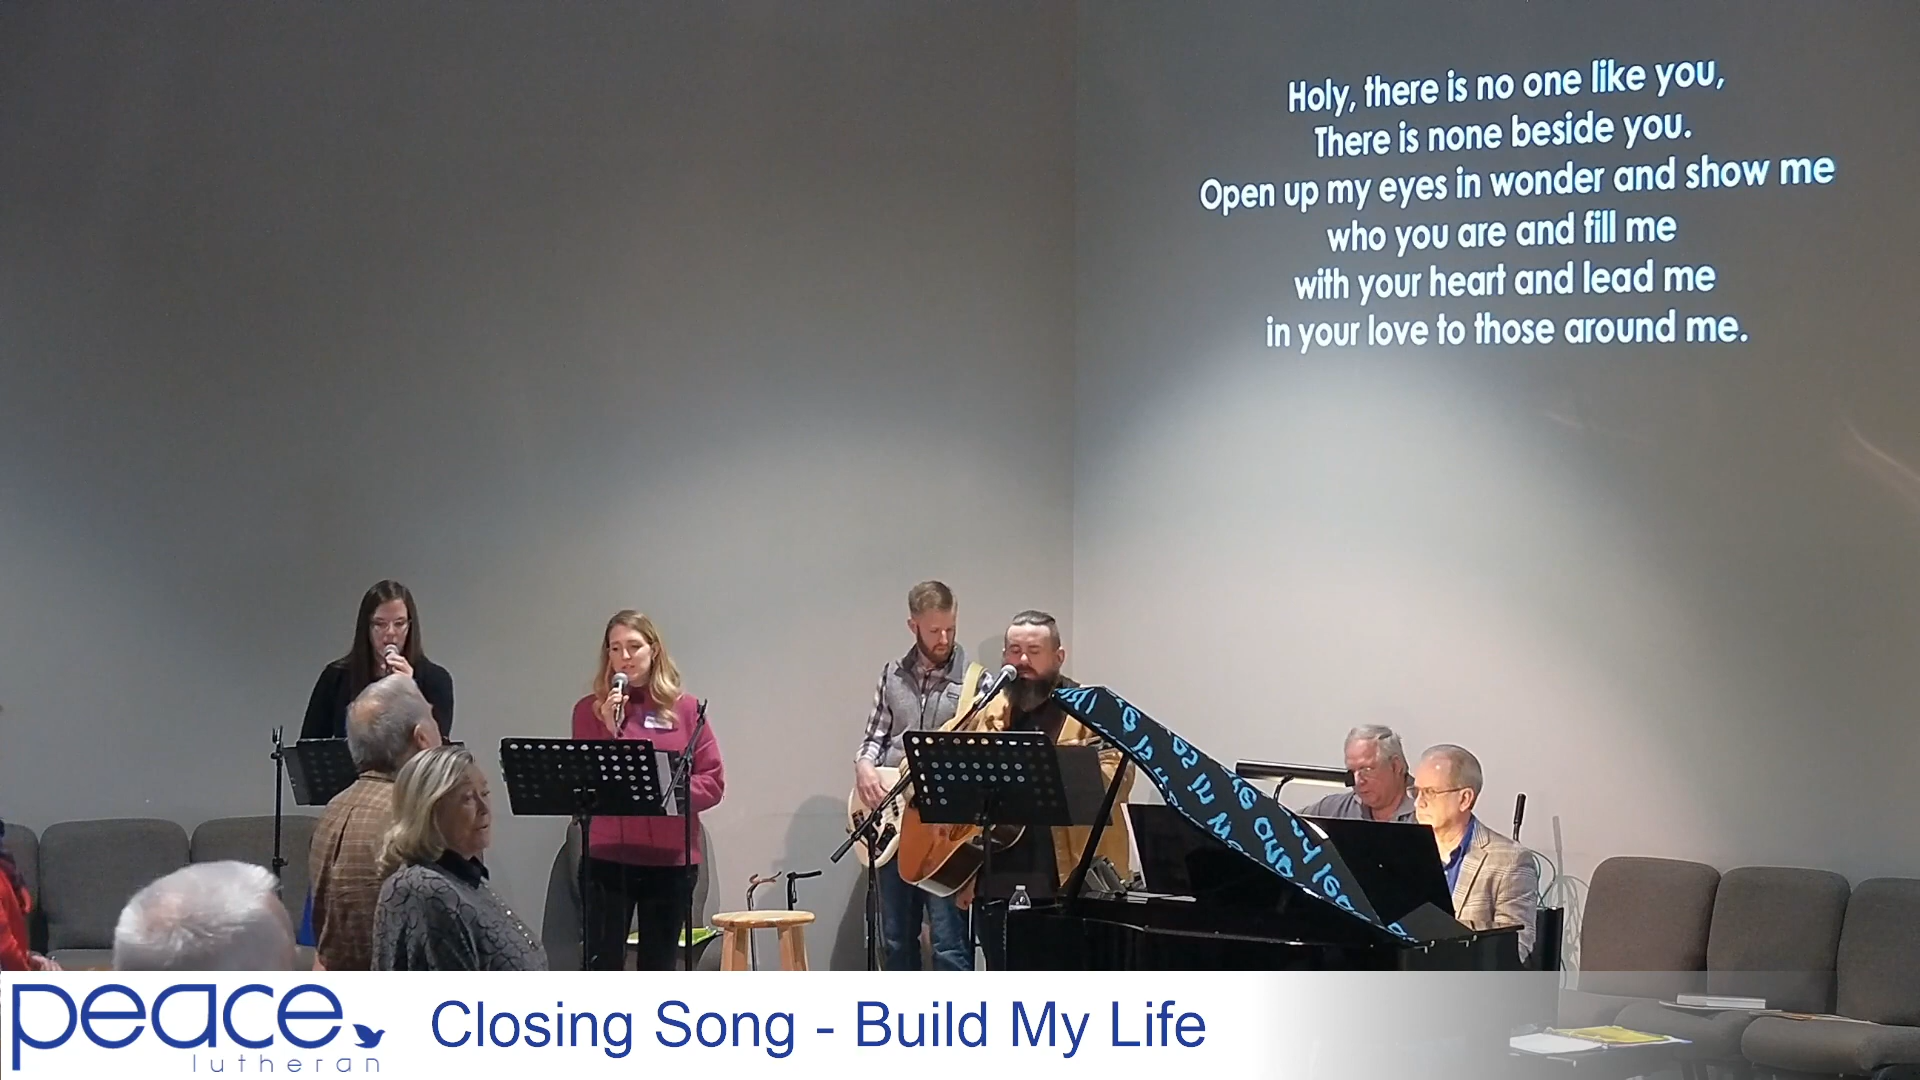 Holy, there is no one like you,
There is none beside you.
Open up my eyes in wonder and show me
who you are and fill me
with your heart and lead me
in your love to those around me.
peace
lutheran
Closing Song - Build My Life